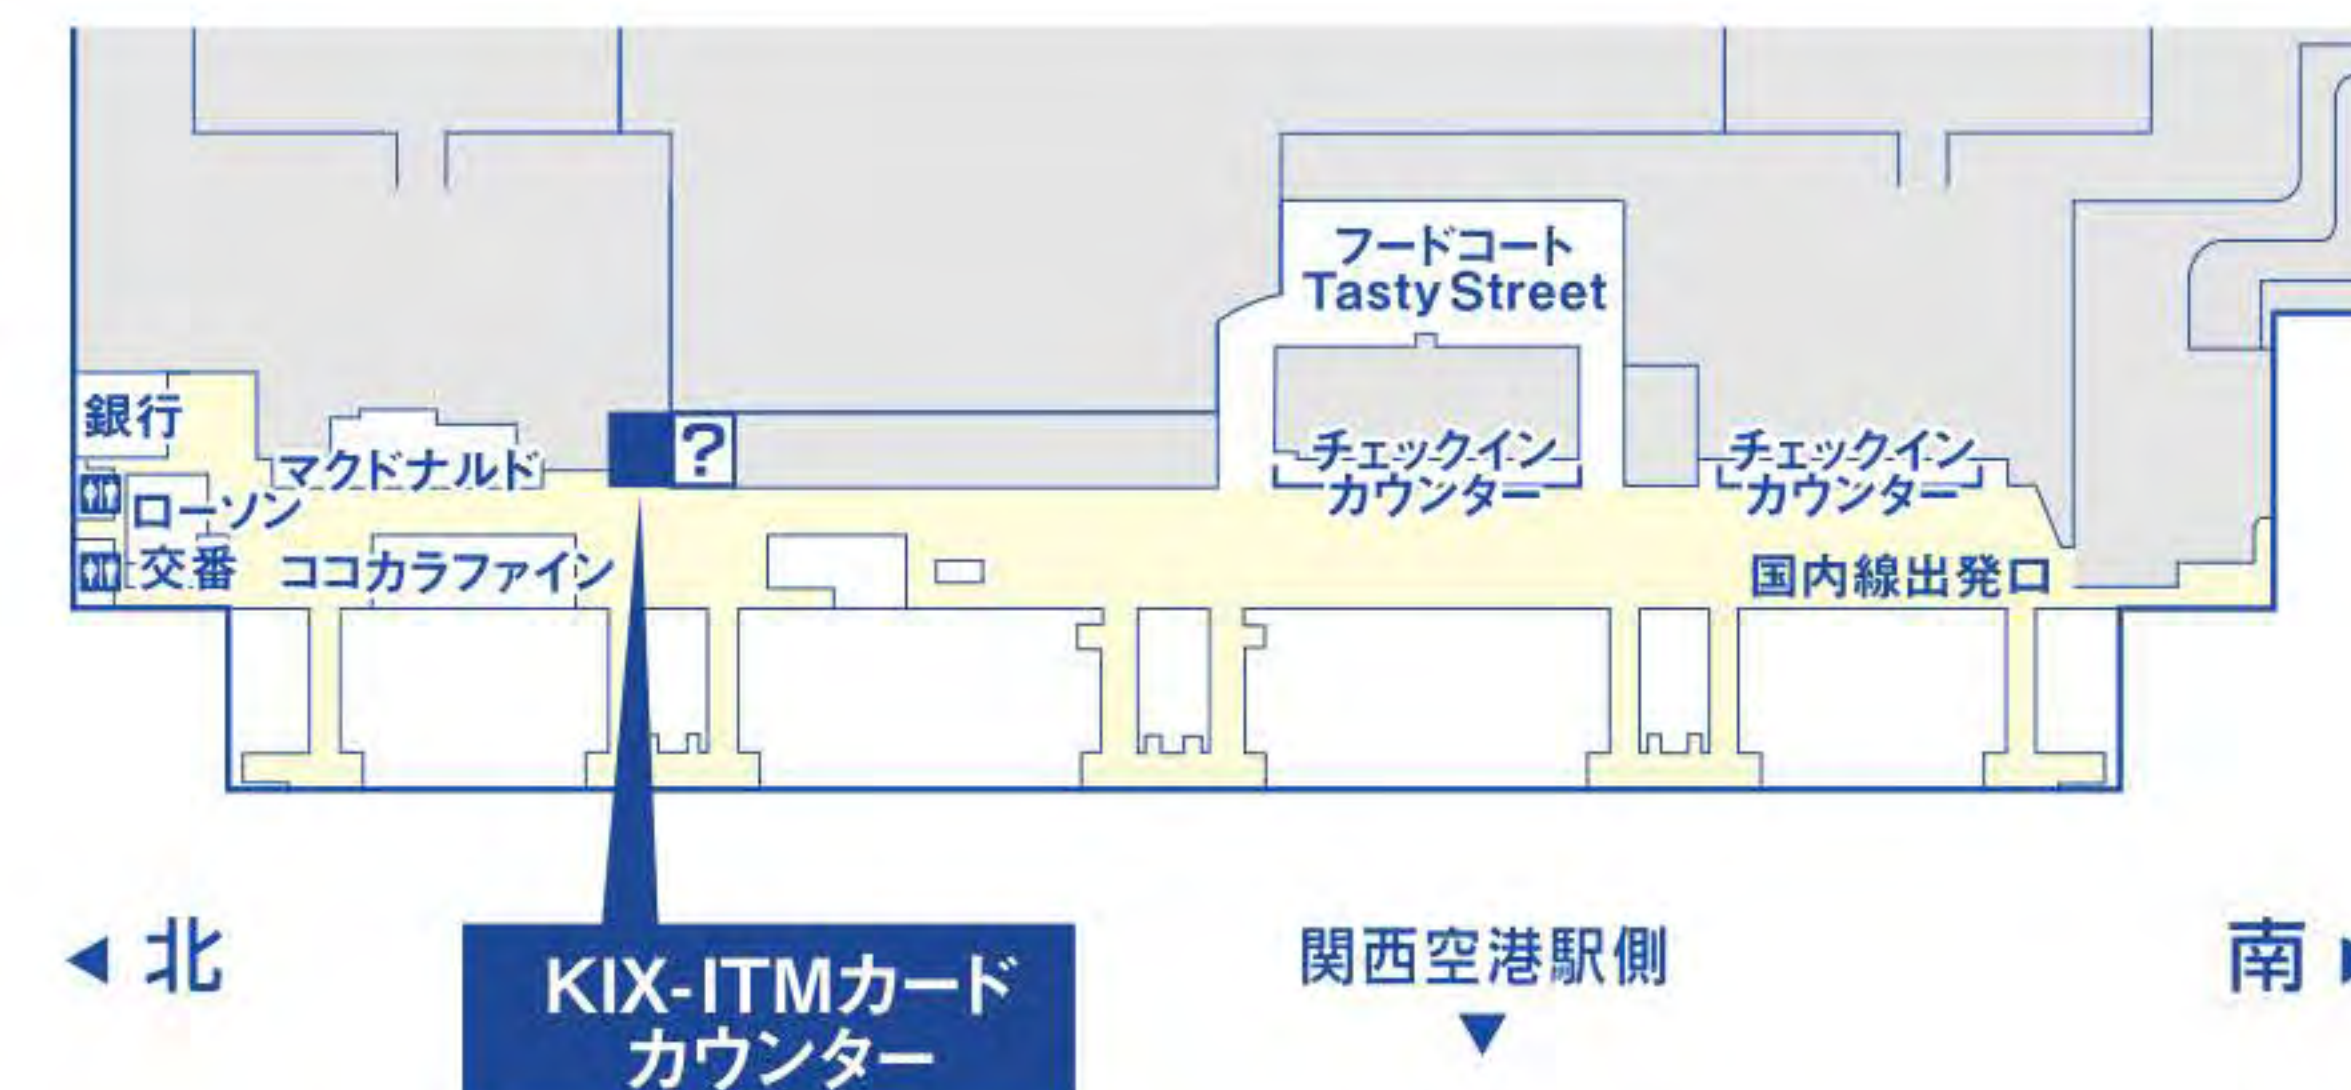 フードコート
Tasty Street
銀行
マクドナルド
?
チェックイン
カウンター
チェックイン
カウンター
ローソン
交番
ココカラファイン
国内線出発口
北
関西空港駅側
南
KIX-ITMカード
カウンター